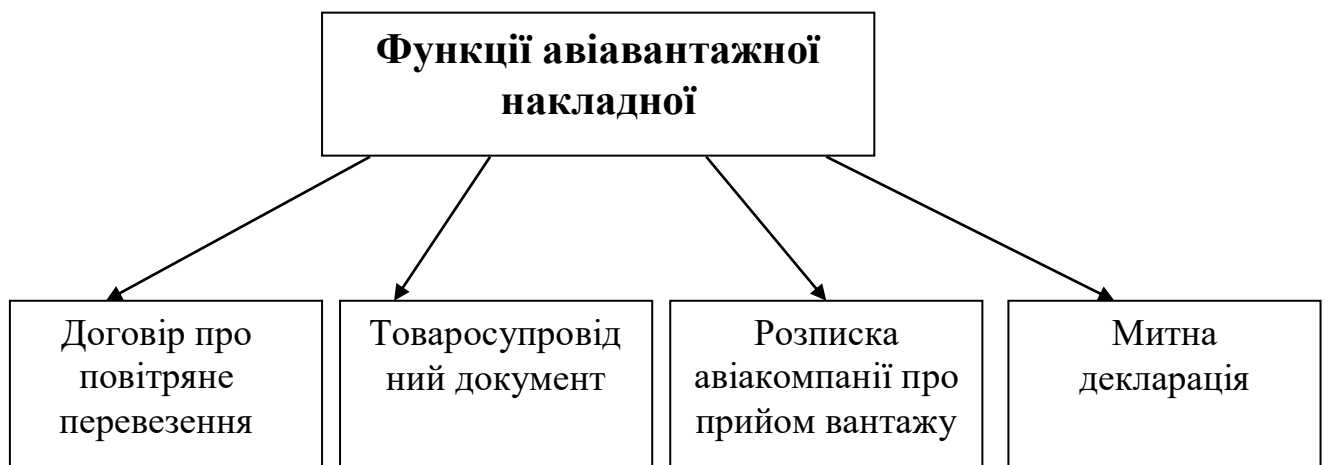 Функції авіавантажної
накладної
Договір про
повітряне
перевезення
Товаросупровід
ний документ
Розписка
авіакомпанії про
прийом вантажу
Митна
декларація